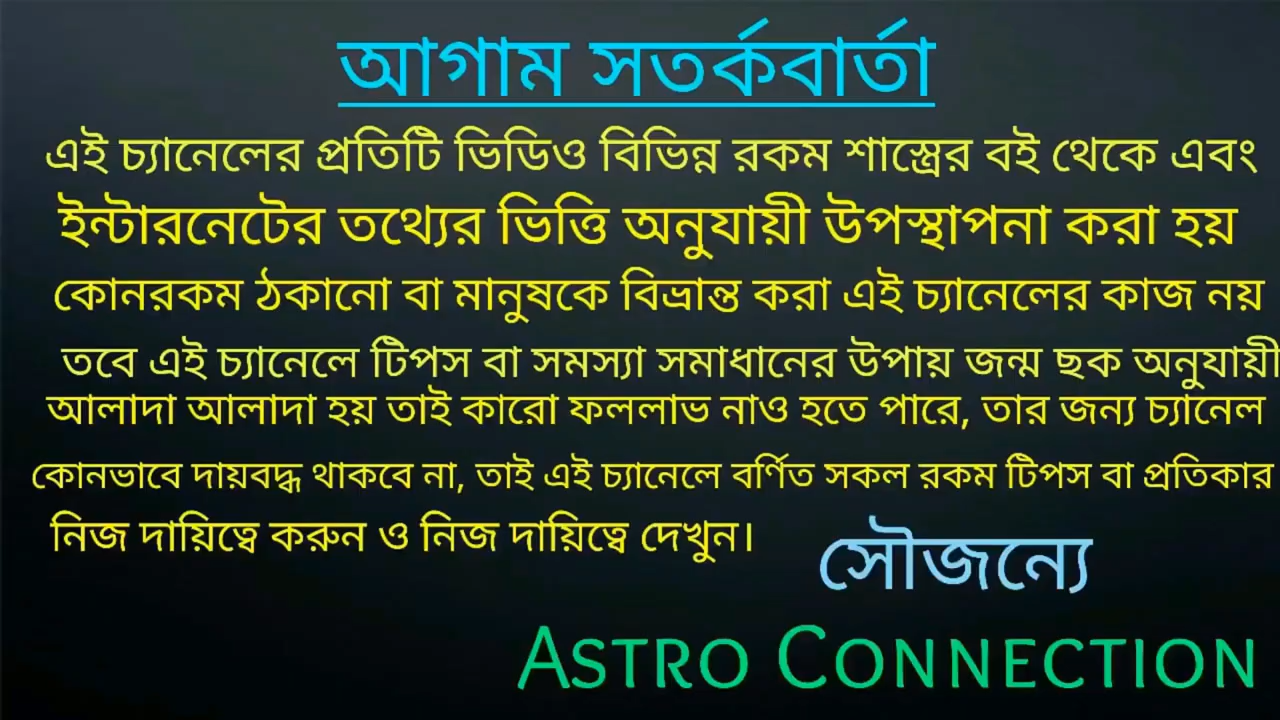 আগাম সতর্কবার্তা
এই চ্যানেলের প্রতিটি ভিডিও বিভিন্ন রকম শাস্ত্রের বই থেকে এবং
ইন্টারনেটের তথ্যের ভিত্তি অনুযায়ী উপস্থাপনা করা হয়
কোনরকম ঠকানো বা মানুষকে বিভ্রান্ত করা এই চ্যানেলের কাজ নয়
তবে এই চ্যানেলে টিপস বা সমস্যা সমাধানের উপায় জন্ম ছক অনুযায়ী
আলাদা আলাদা হয় তাই কারো ফললাভ নাও হতে পারে, তার জন্য চ্যানেল
কোনভাবে দায়বদ্ধ থাকবে না, তাই এই চ্যানেলে বর্ণিত সকল রকম টিপস বা প্রতিকার
নিজ দায়িত্বে করুন ও নিজ দায়িত্বে দেখুন।
সৌজন্যে
ASTRO CONNECTION